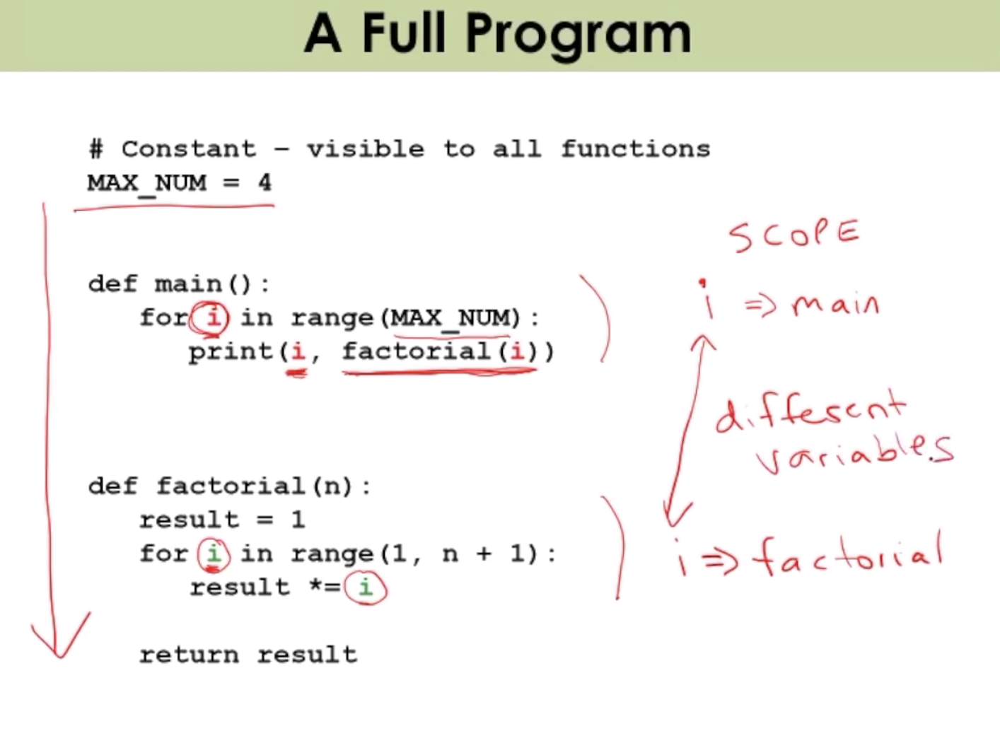 A Full Program
# Constant – visible to all functions
MAX_NUM = 4
SCOPE
def main():
i => main
for i in range(MAX_NUM):
print(i, factorial(i))
different
variables
def factorial(n):
result = 1
for i in range(1, n + 1):
i => factorial
result *= i
return result